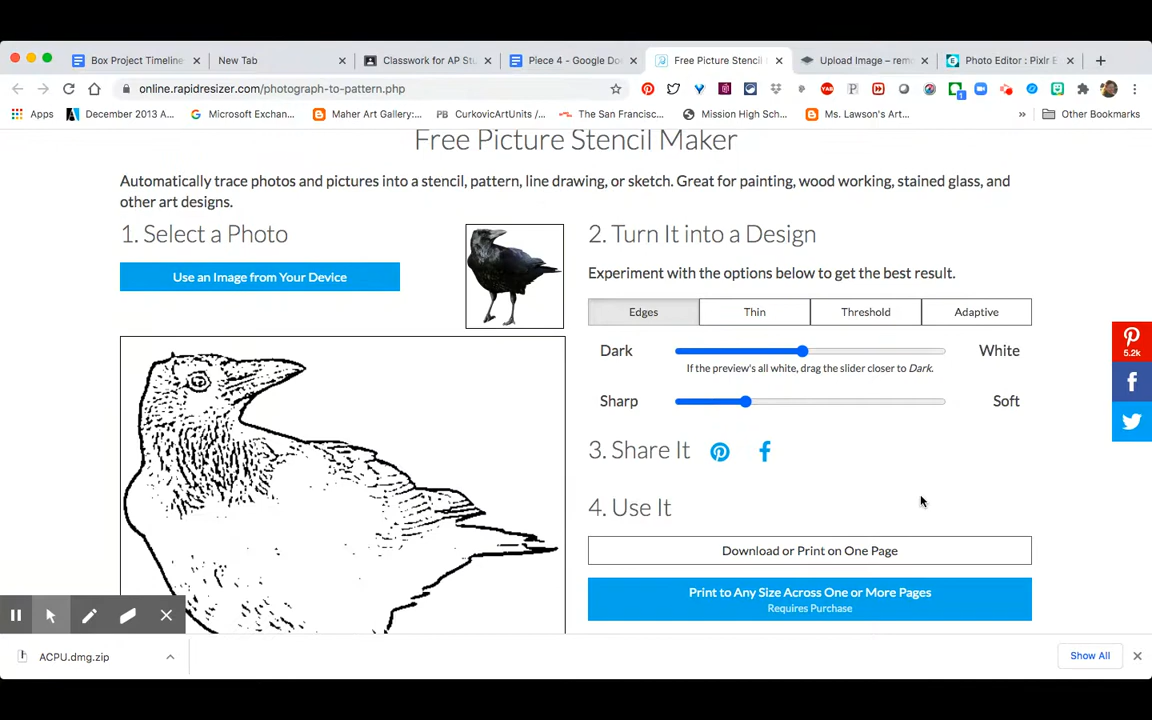 Box Project Timeline
New Tab
Classwork for AP Stu
Piece 4 - Google Do
Free Picture Stencil
Upload Image – rem
Photo Editor : Pixlr E
online.rapidresizer.com/photograph-to-pattern.php
YAB
P
1
Apps
December 2013 A...
Microsoft Exchan...
Maher Art Gallery:...
PB CurkovicArtUnits /...
The San Francisc...
Mission High Sch...
Ms. Lawson's Ar...
»
Other Bookmarks
Free Picture Stencil Maker
Automatically trace photos and pictures into a stencil, pattern, line drawing, or sketch. Great for painting, wood working, stained glass, and
other art designs.
1. Select a Photo
Use an Image from Your Device
2. Turn It into a Design
Experiment with the options below to get the best result.
Edges
Thin
Threshold
Adaptive
Dark
White
If the preview's all white, drag the slider closer to Dark.
Sharp
Soft
5.2k
3. Share It
4. Use It
Download or Print on One Page
Print to Any Size Across One or More Pages
Requires Purchase
ACPU.dmg.zip
Show All